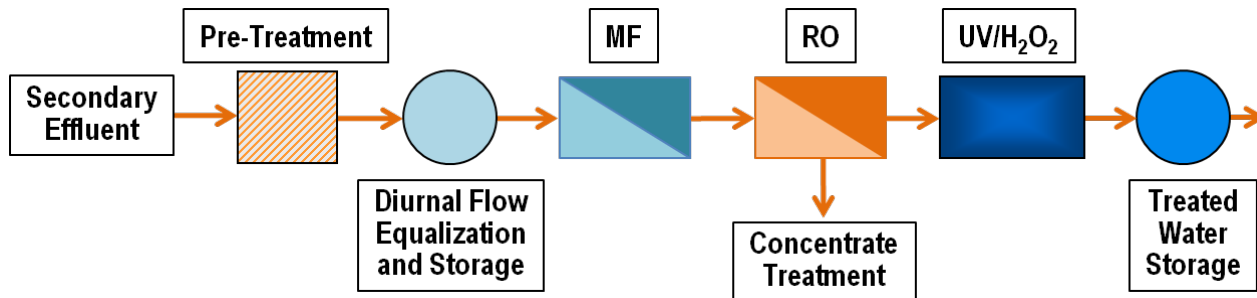 Pre-Treatment
MF
RO
UV/H₂O₂
Secondary
Effluent
Diurnal Flow
Equalization
and Storage
Concentrate
Treatment
Treated
Water
Storage